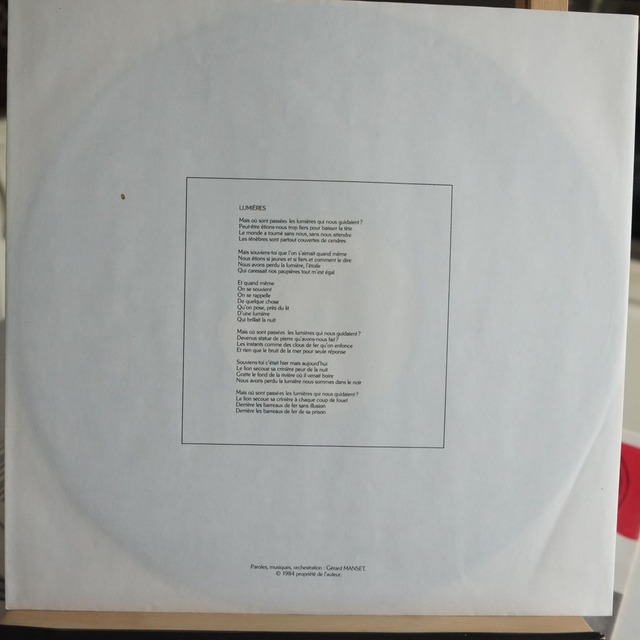 LUMIÈRES
Mais où sont passées les lumières qui nous guidaient ?
Peut-être étions-nous trop fiers pour baisser la tête
Le monde a tourné sans nous, sans nous attendre
Les ténèbres sont partout couvertes de cendres
Mais souviens-toi que l'on s'aimait quand même
Nous étions si jeunes et si fiers et comment le dire
Nous avons perdu la lumière, l'étoile
Qui caressait nos paupières tout m'est égal
Et quand même
On se souvient
On se rappelle
De quelque chose
Qu'on pose, près du lit
D'une lumière
Qui brillait la nuit
Mais où sont passées les lumières qui nous guidaient ?
Devenus statue de pierre qu'avons-nous fait ?
Les instants comme des clous de fer qu'on enfonce
Et rien que le bruit de la mer pour seule réponse
Souviens-toi c'était hier mais aujourd'hui
Le lion secoue sa crinière peur de la nuit
Gratte le fond de la rivière où il venait boire
Nous avons perdu la lumière nous sommes dans le noir
Mais où sont passées les lumières qui nous guidaient ?
Le lion secoue sa crinière à chaque coup de fouet
Derrière les barreaux de fer sans illusion
Derrière les barreaux de fer de sa prison
Paroles, musiques, orchestration : Gérard MANSET.
© 1984 propriété de l'auteur.